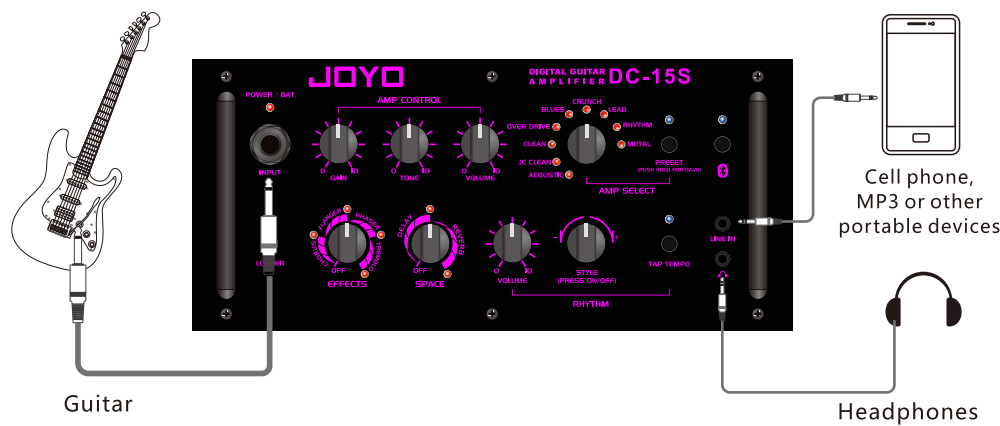 JOYO
DIGITAL GUITAR
AMPLIFIER DC-15S
POWER / BAT
AMP CONTROL
INPUT
0 10
GAIN
0 10
TONE
0 10
VOLUME
CRUNCH
BLUES
LEAD
OVER DRIVE
RHYTHM
CLEAN
METAL
JC CLEAN
ACOUSTIC
AMP SELECT
PRESET
(PUSH HOLD FOR SAVE)
LOOPER
CHORUS
FLANGER
PHASER
TREMOLO
OFF
EFFECTS
DELAY
REVERB
OFF
SPACE
0 10
VOLUME
- +
STYLE
(PRESS ON/OFF)
TAP TEMPO
RHYTHM
LINE IN
Guitar
Cell phone,
MP3 or other
portable devices
Headphones